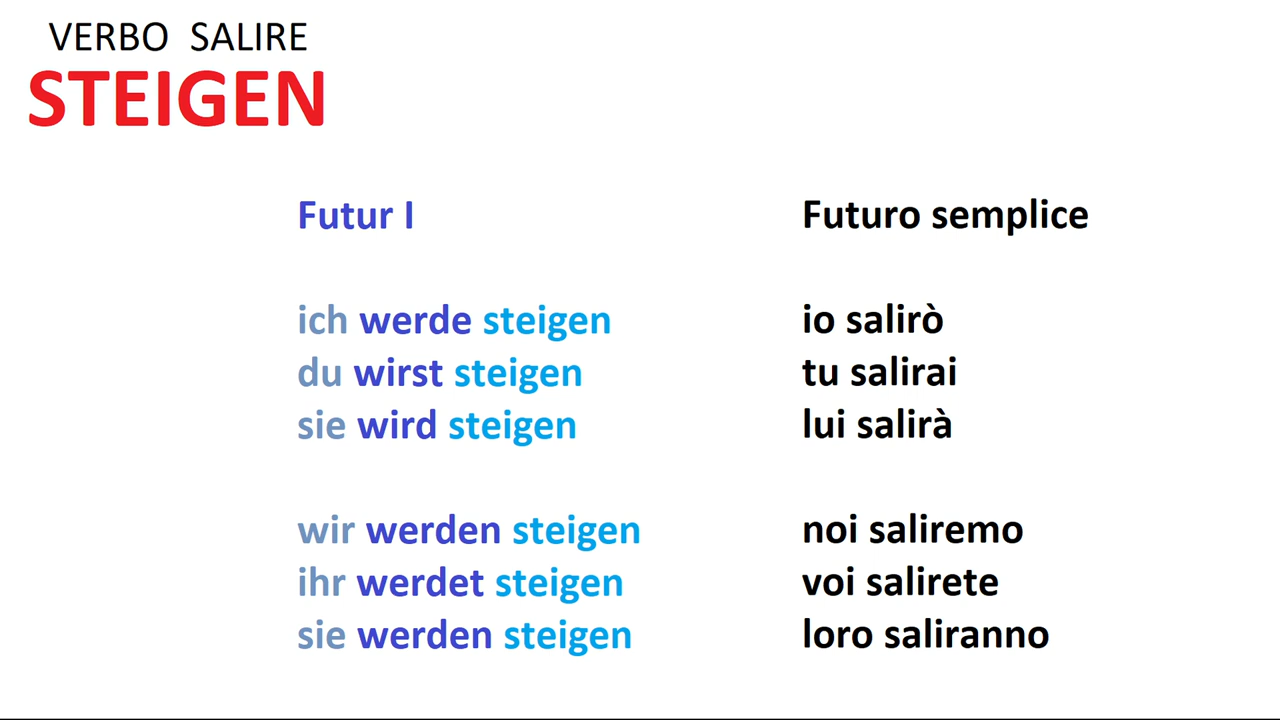 VERBO SALIRE
STEIGEN
Futur I
Futuro semplice
ich werde steigen
io salirò
du wirst steigen
tu salirai
sie wird steigen
lui salirà
wir werden steigen
noi saliremo
ihr werdet steigen
voi salirete
sie werden steigen
loro saliranno